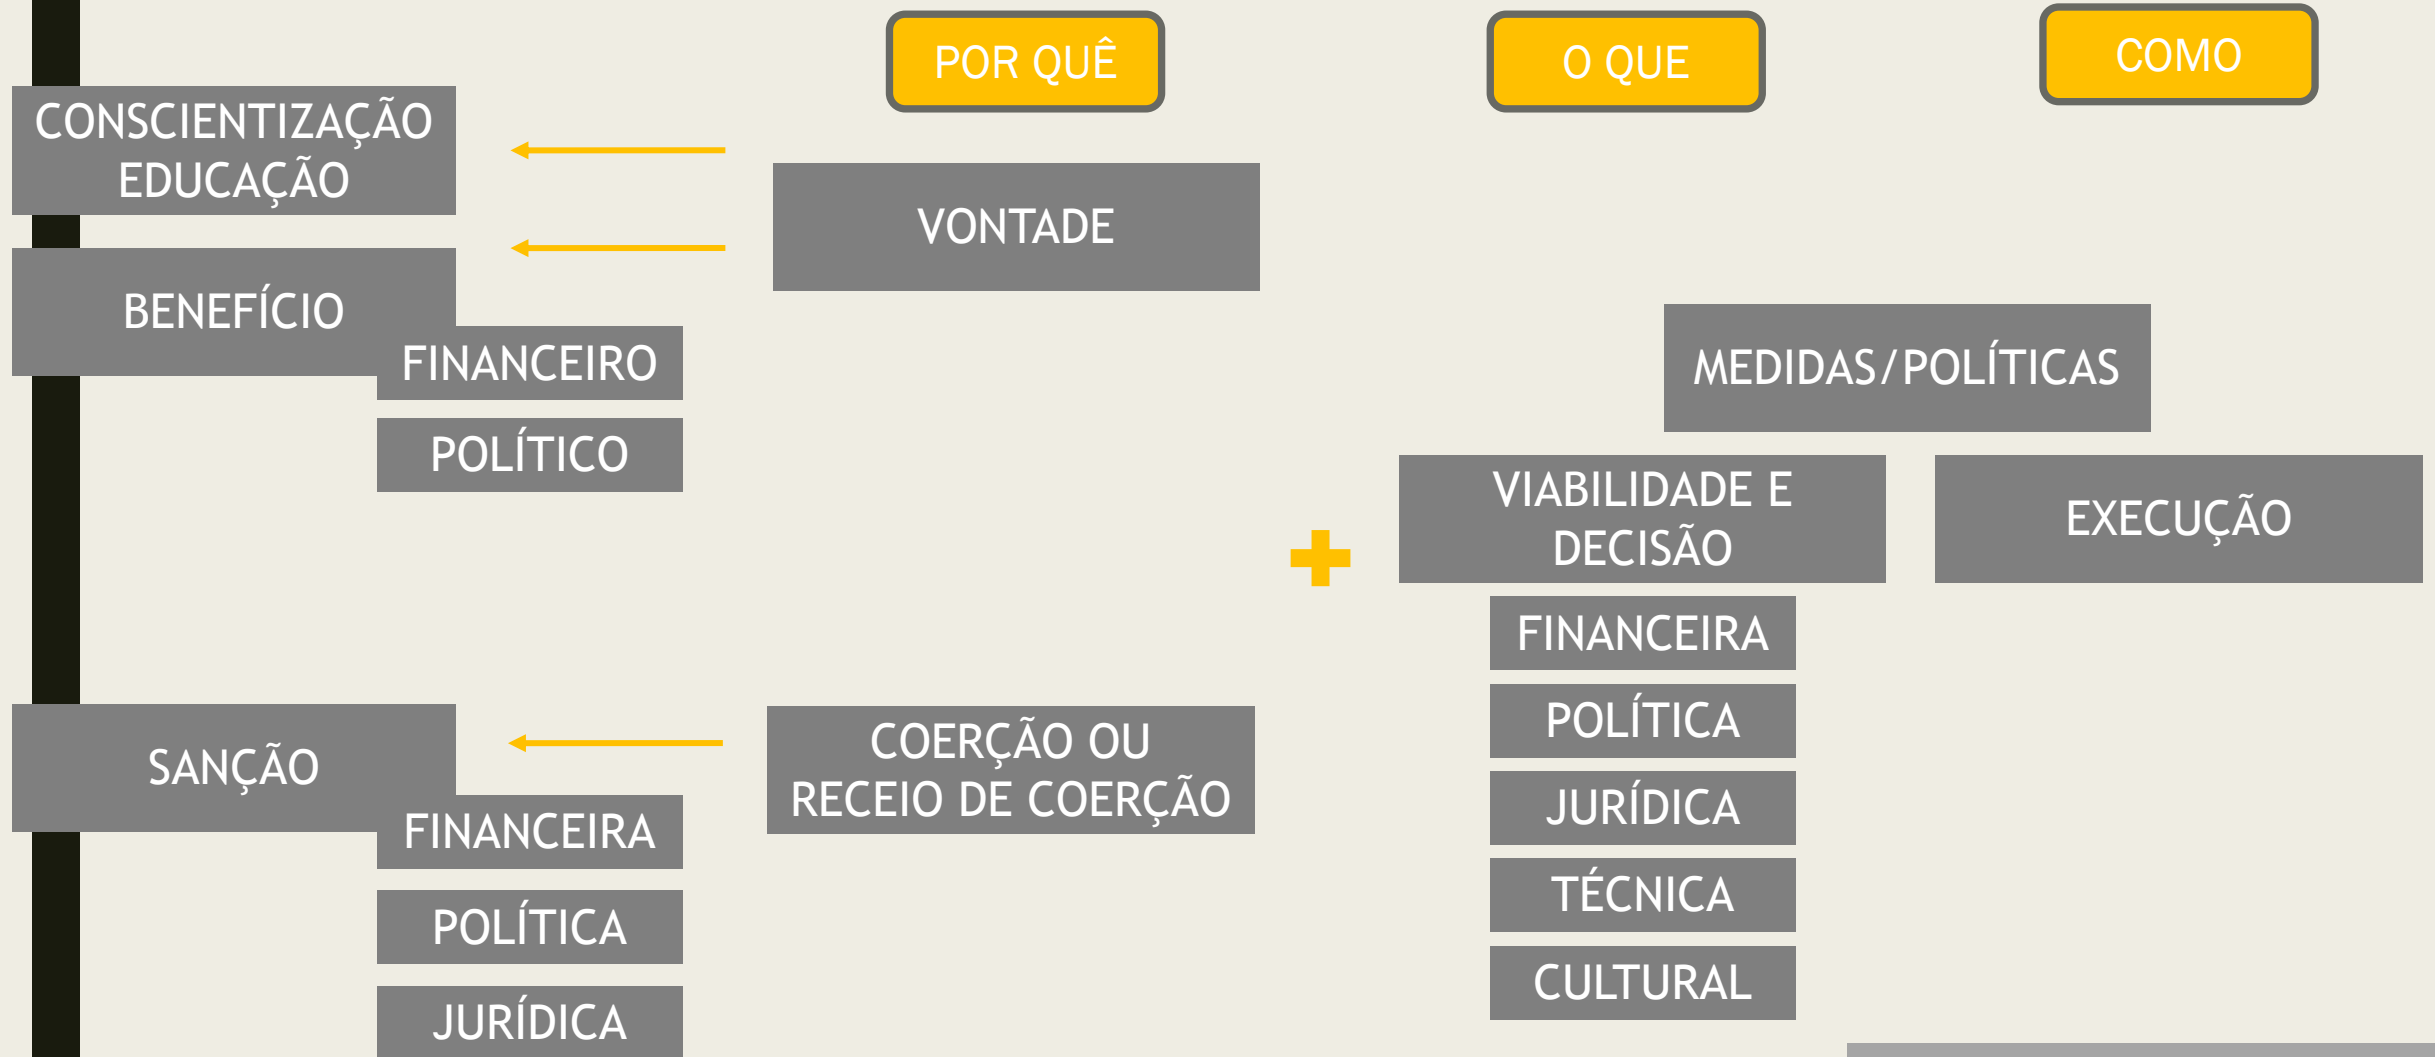 POR QUÊ
O QUE
COMO
CONSCIENTIZAÇÃO
EDUCAÇÃO
VONTADE
BENEFÍCIO
FINANCEIRO
POLÍTICO
MEDIDAS/POLÍTICAS
VIABILIDADE E
DECISÃO
EXECUÇÃO
FINANCEIRA
POLÍTICA
JURÍDICA
TÉCNICA
CULTURAL
SANÇÃO
COERÇÃO OU
RECEIO DE COERÇÃO
FINANCEIRA
POLÍTICA
JURÍDICA